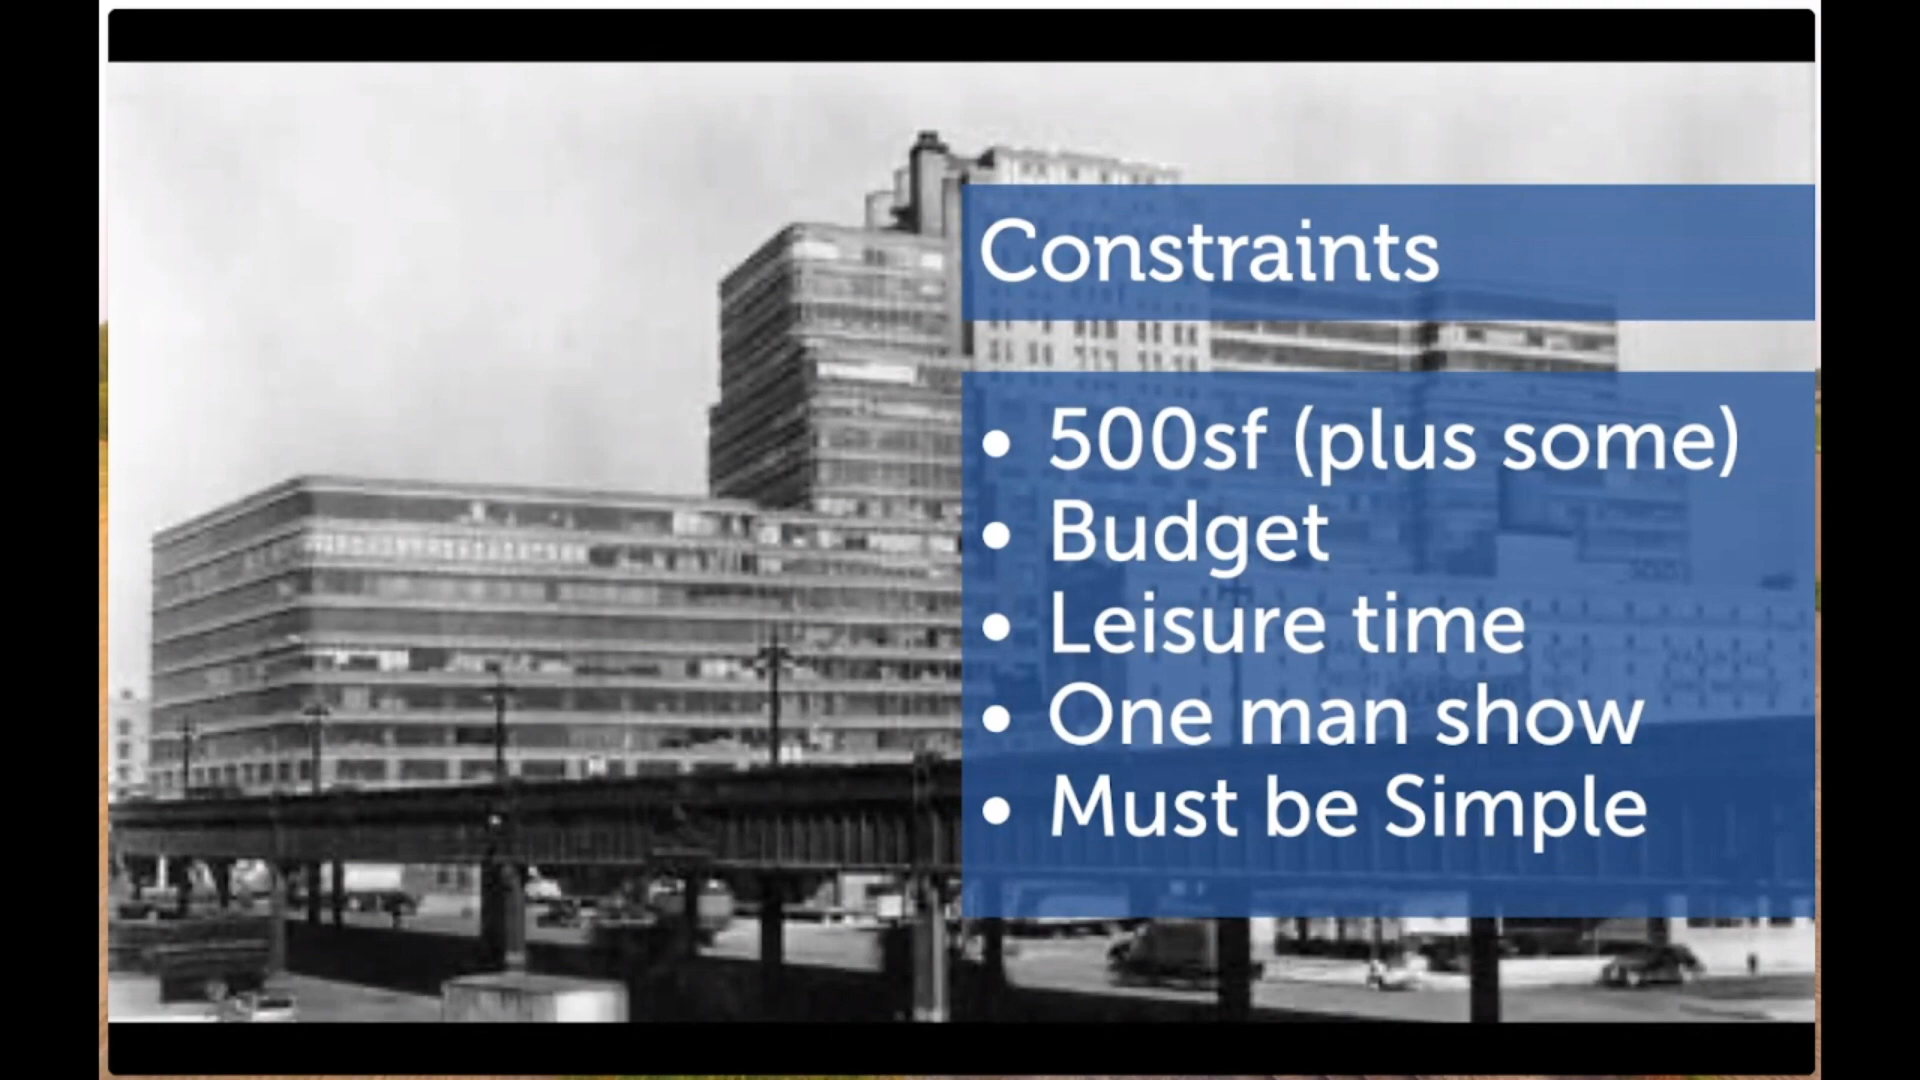 Constraints
• 500sf (plus some)
• Budget
• Leisure time
• One man show
• Must be Simple